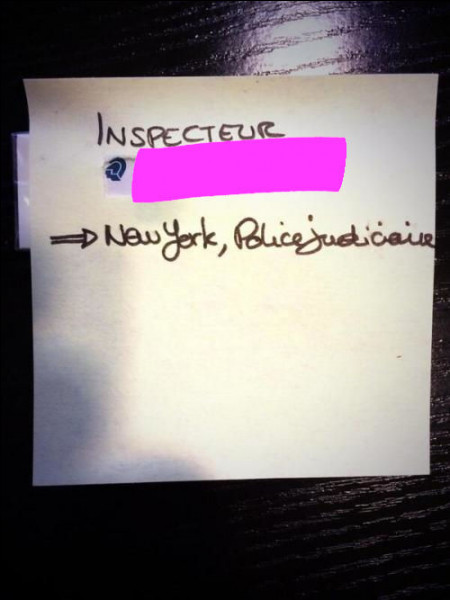 INSPECTEUR
⇒ New York, Police judiciaire